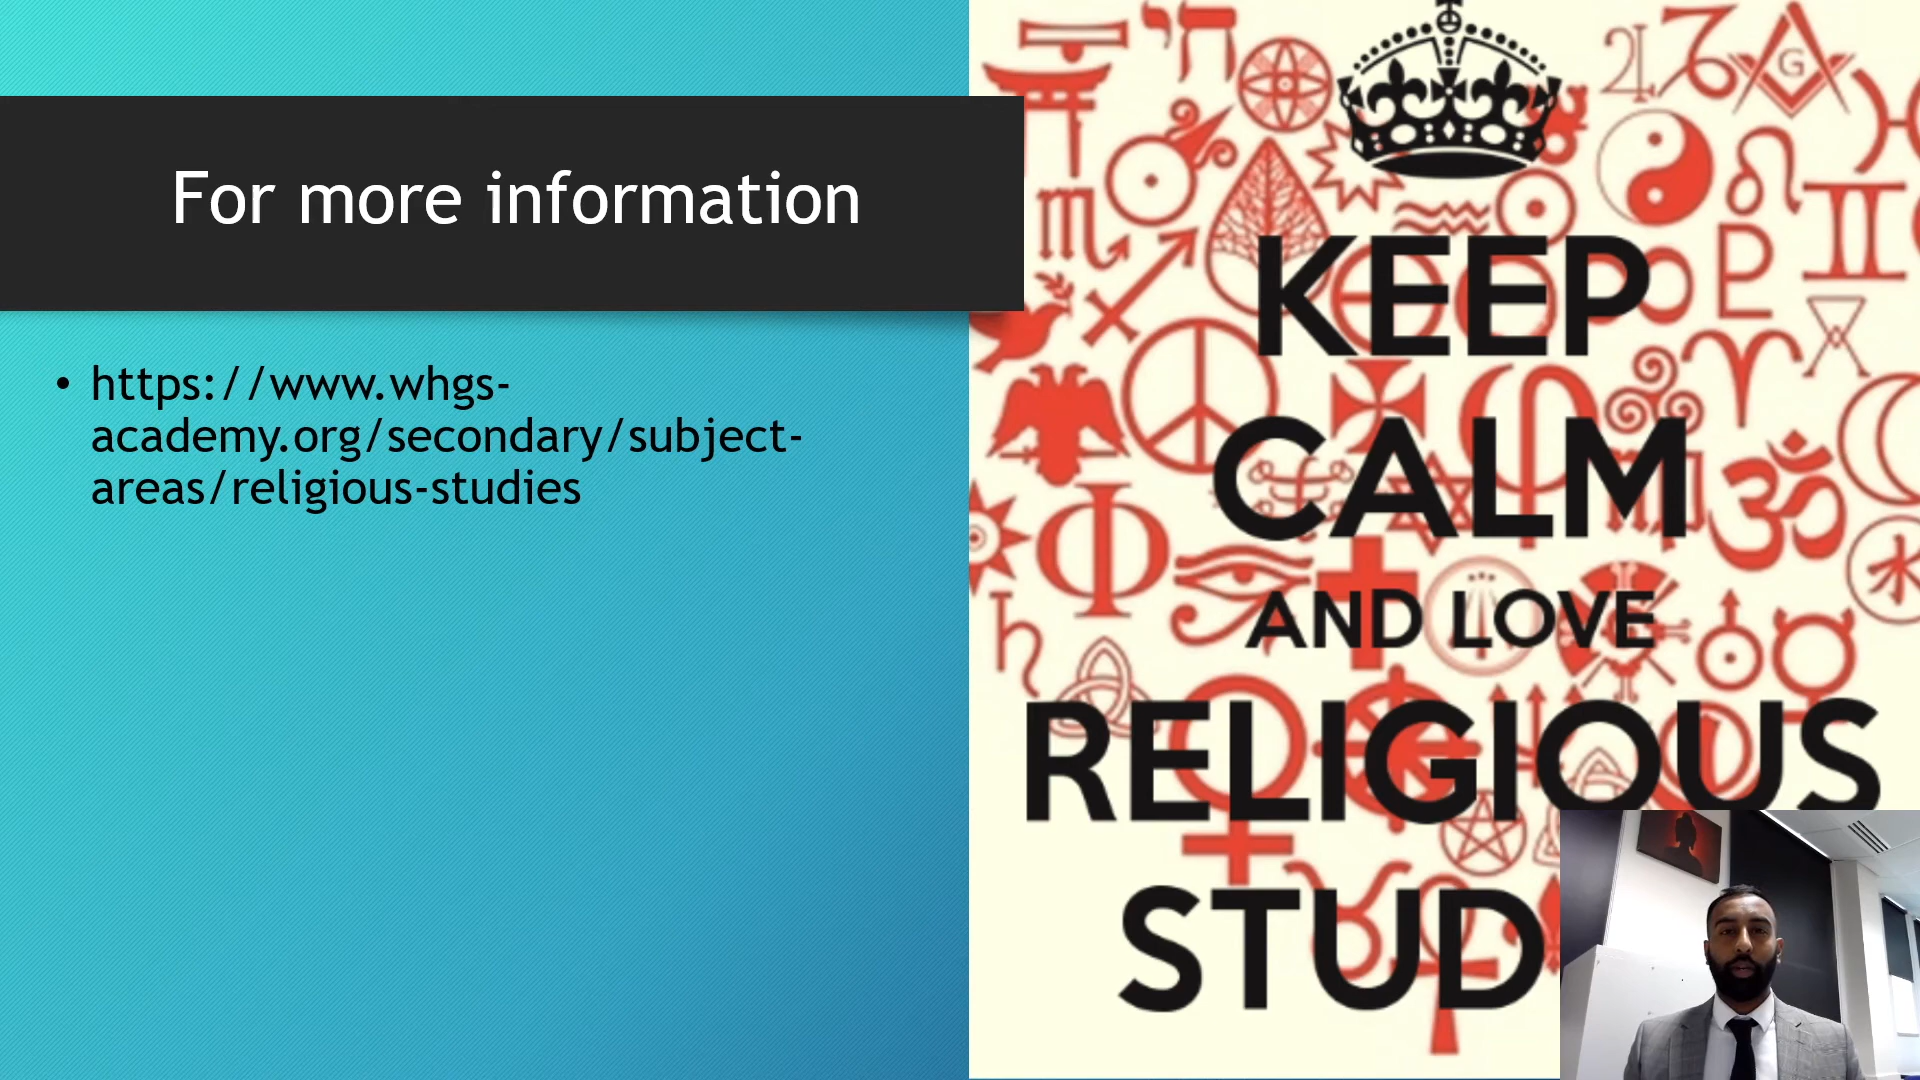 For more information
• https://www.whgs-
academy.org/secondary/subject-
areas/religious-studies
KEEP
CALM
AND LOVE
RELIGIOUS
STUD
G